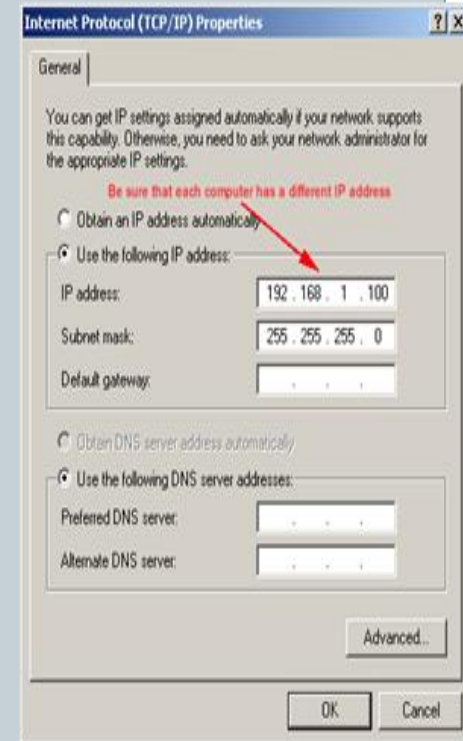 Internet Protocol (TCP/IP) Properties
General
You can get IP settings assigned automatically if your network supports
this capability. Otherwise, you need to ask your network administrator for
the appropriate IP settings.
Be sure that each computer has a different IP address
Obtain an IP address automatically
Use the following IP address:
IP address: 192 . 168 . 1 . 100
Subnet mask: 255 . 255 . 255 . 0
Default gateway: . . .
Obtain DNS server address automatically
Use the following DNS server addresses:
Preferred DNS server: . . .
Alternate DNS server: . . .
Advanced...
OK Cancel